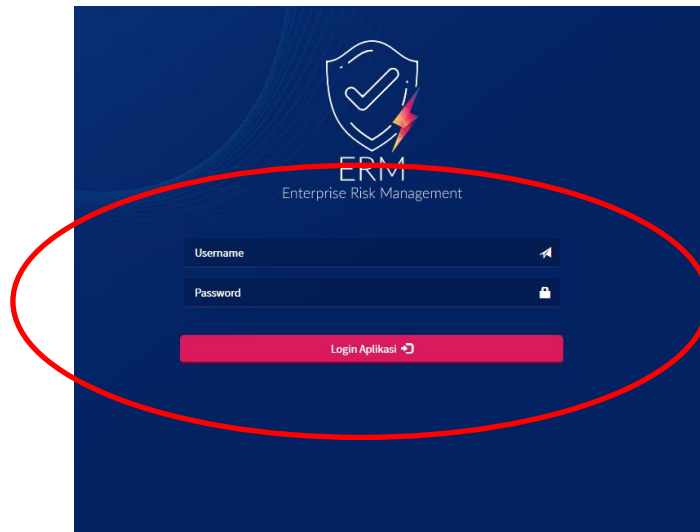 ERM
Enterprise Risk Management
Username
Password
Login Aplikasi